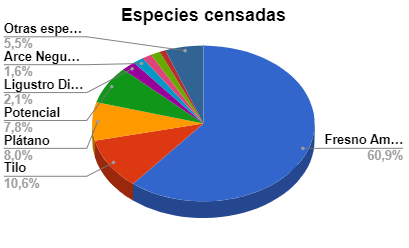 Especies censadas
Otras espe...
5,5%
Arce Negu...
1,6%
Ligustro Di...
2,1%
Potencial
7,8%
Plátano
8,0%
Tilo
10,6%
Fresno Am...
60,9%